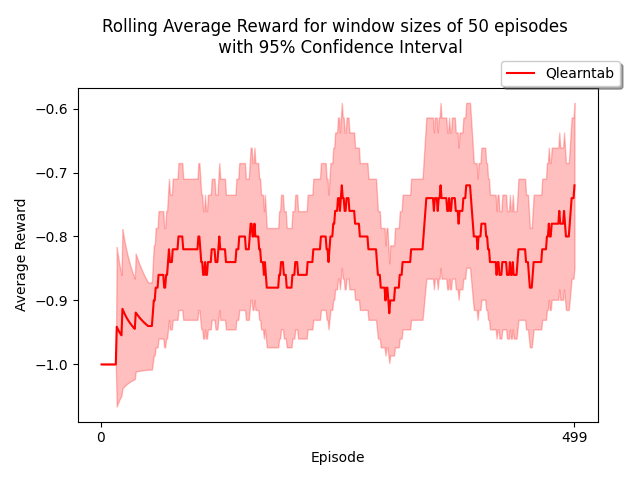 Rolling Average Reward for window sizes of 50 episodes
with 95% Confidence Interval
Qlearntab
−0.6
−0.7
−0.8
−0.9
−1.0
Average Reward
0
499
Episode